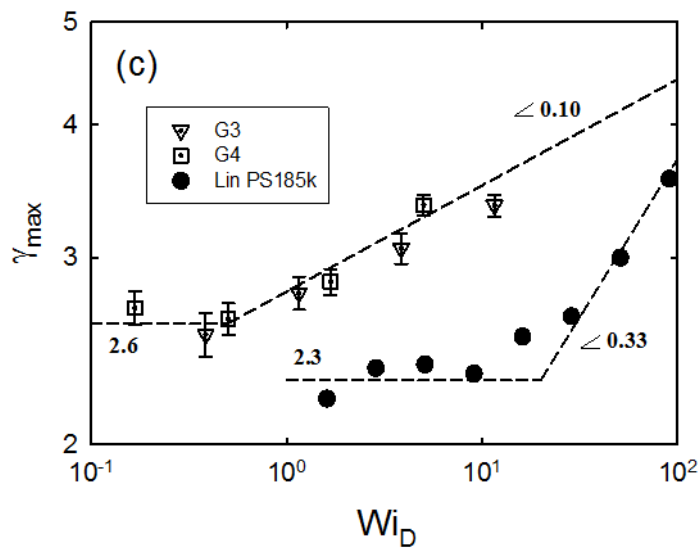 (c)
5
4
3
2
γmax
G3
G4
Lin PS185k
∠ 0.10
∠ 0.33
2.6
2.3
10⁻¹ 10⁰ 10¹ 10²
WiD